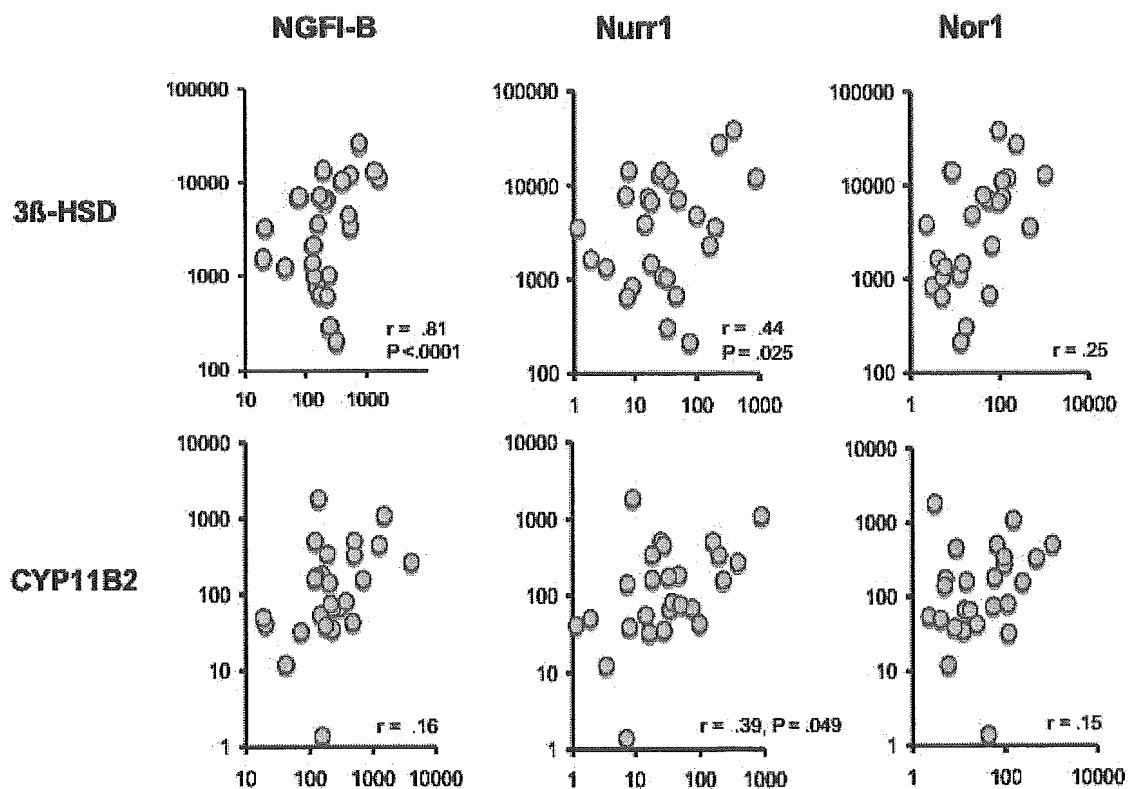 NGFI-B Nurr1 Nor1
3ß-HSD
100000 10000 1000 100
10 100 1000
r = .81
P<.0001
100000 10000 1000 100
1 10 100 1000
r = .44
P = .025
100000 10000 1000 100
1 100 10000
r = .25
CYP11B2
10000 1000 100 10 1
10 100 1000 10000
r = .16
10000 1000 100 10 1
1 10 100 1000
r = .39, P = .049
10000 1000 100 10 1
1 100 10000
r = .15